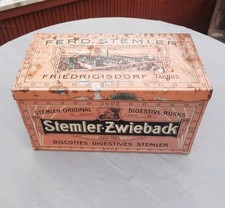 FERD. STEMLER
FRIEDRICHSDORF TAUNUS
STEMLER ORIGINAL DIGESTIVE RUSKS
Stemler-Zwieback
BISCOTTES DIGESTIVES STEMLER